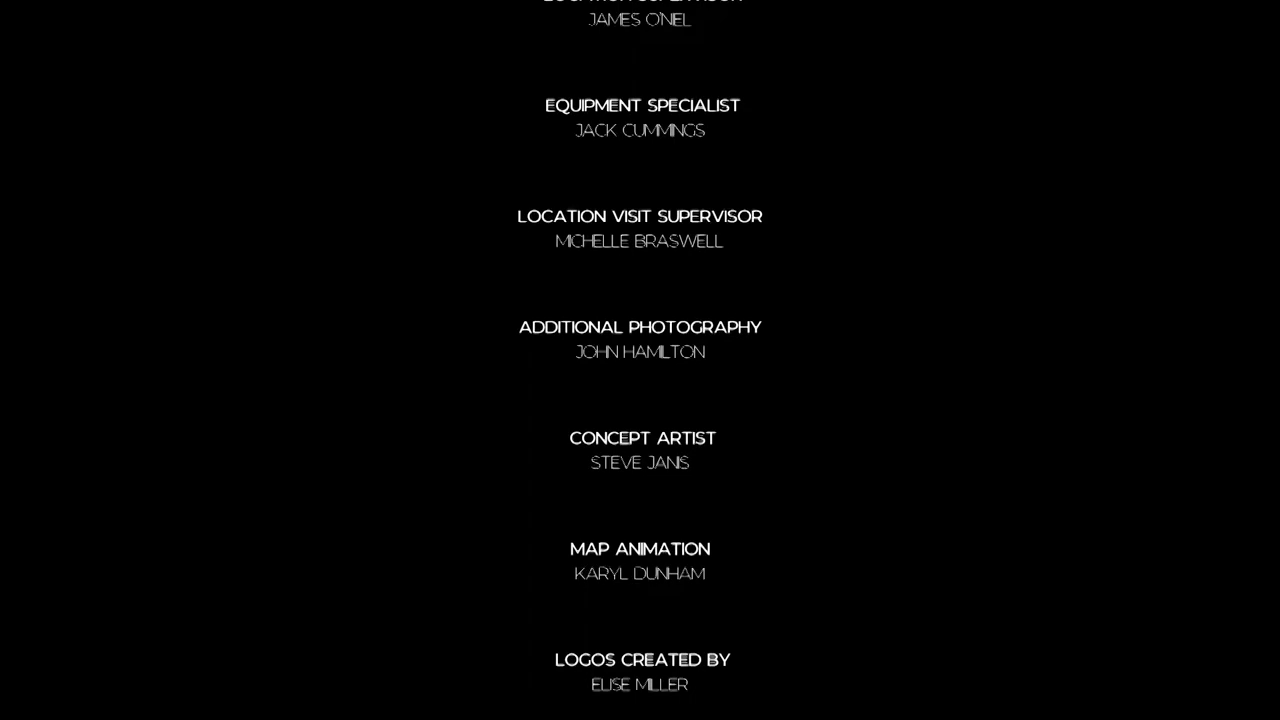 JAMES O'NEL
EQUIPMENT SPECIALIST
JACK CUMMINGS
LOCATION VISIT SUPERVISOR
MICHELLE BRASWELL
ADDITIONAL PHOTOGRAPHY
JOHN HAMILTON
CONCEPT ARTIST
STEVE JANIS
MAP ANIMATION
KARYL DUNHAM
LOGOS CREATED BY
ELISE MILLER